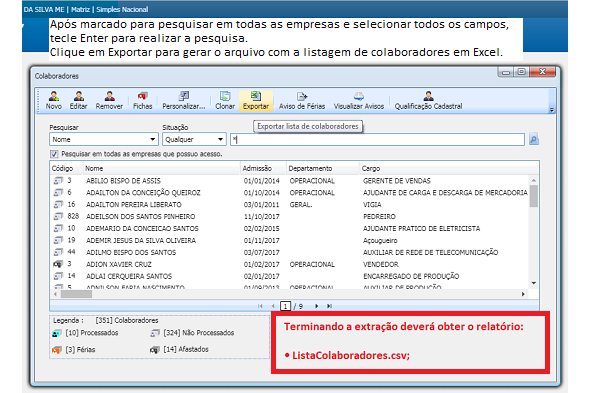 DA SILVA ME | Matriz | Simples Nacional
Após marcado para pesquisar em todas as empresas e selecionar todos os campos,
tecle Enter para realizar a pesquisa.
Clique em Exportar para gerar o arquivo com a listagem de colaboradores em Excel.
Colaboradores
Novo Editar Remover Fichas Personalizar... Clonar Exportar Aviso de Férias Visualizar Avisos Qualificação Cadastral
Exportar lista de colaboradores
Pesquisar Situação
Nome Qualquer *
Pesquisar em todas as empresas que possuo acesso.
Código Nome Admissão Departamento Cargo
3 ABILIO BISPO DE ASSIS 01/01/2014 OPERACIONAL GERENTE DE VENDAS
6 ADAILTON DA CONCEIÇÃO QUEIROZ 01/10/2014 OPERACIONAL AJUDANTE DE CARGA E DESCARGA DE MERCADORIA
16 ADAILTON PEREIRA LIBERATO 03/01/2011 GERAL. VIGIA
828 ADEILSON DOS SANTOS PINHEIRO 11/10/2017 PEDREIRO
10 ADEMARIO DA CONCEICAO SANTOS 02/02/2015 AJUDANTE PRATICO DE ELETRICISTA
19 ADEMIR JESUS DA SILVA OLIVEIRA 01/11/2017 Açougueiro
44 ADILMO BISPO DOS SANTOS 03/07/2017 AUXILIAR DE REDE DE TELECOMUNICAÇÃO
3 ADION XAVIER CRUZ 01/02/2017 OPERACIONAL VENDEDOR
14 ADLAI CERQUEIRA SANTOS 02/01/2017 ENCARREGADO DE PRODUÇÃO
5 ADNILSON FARIA NASCIMENTO 01/09/2013 OPERACIONAL AUXILIAR DE PRODUÇÃO
1 / 9
Legenda : [351] Colaboradores
[10] Processados [324] Não Processados
[3] Férias [14] Afastados
Terminando a extração deverá obter o relatório:
• ListaColaboradores.csv;